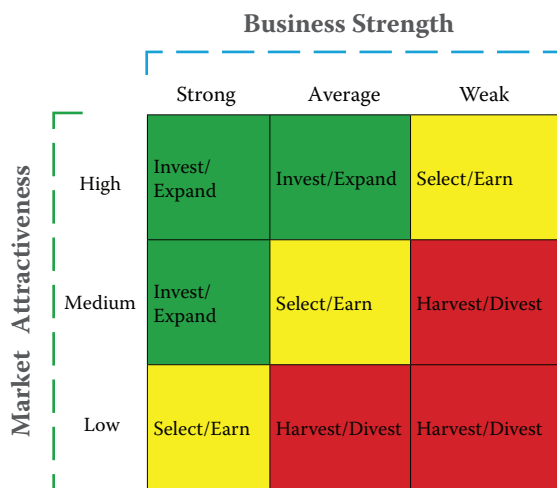 Business Strength
Strong Average Weak
Market Attractiveness
High
Invest/
Expand
Invest/Expand
Select/Earn
Medium
Invest/
Expand
Select/Earn
Harvest/Divest
Low
Select/Earn
Harvest/Divest
Harvest/Divest